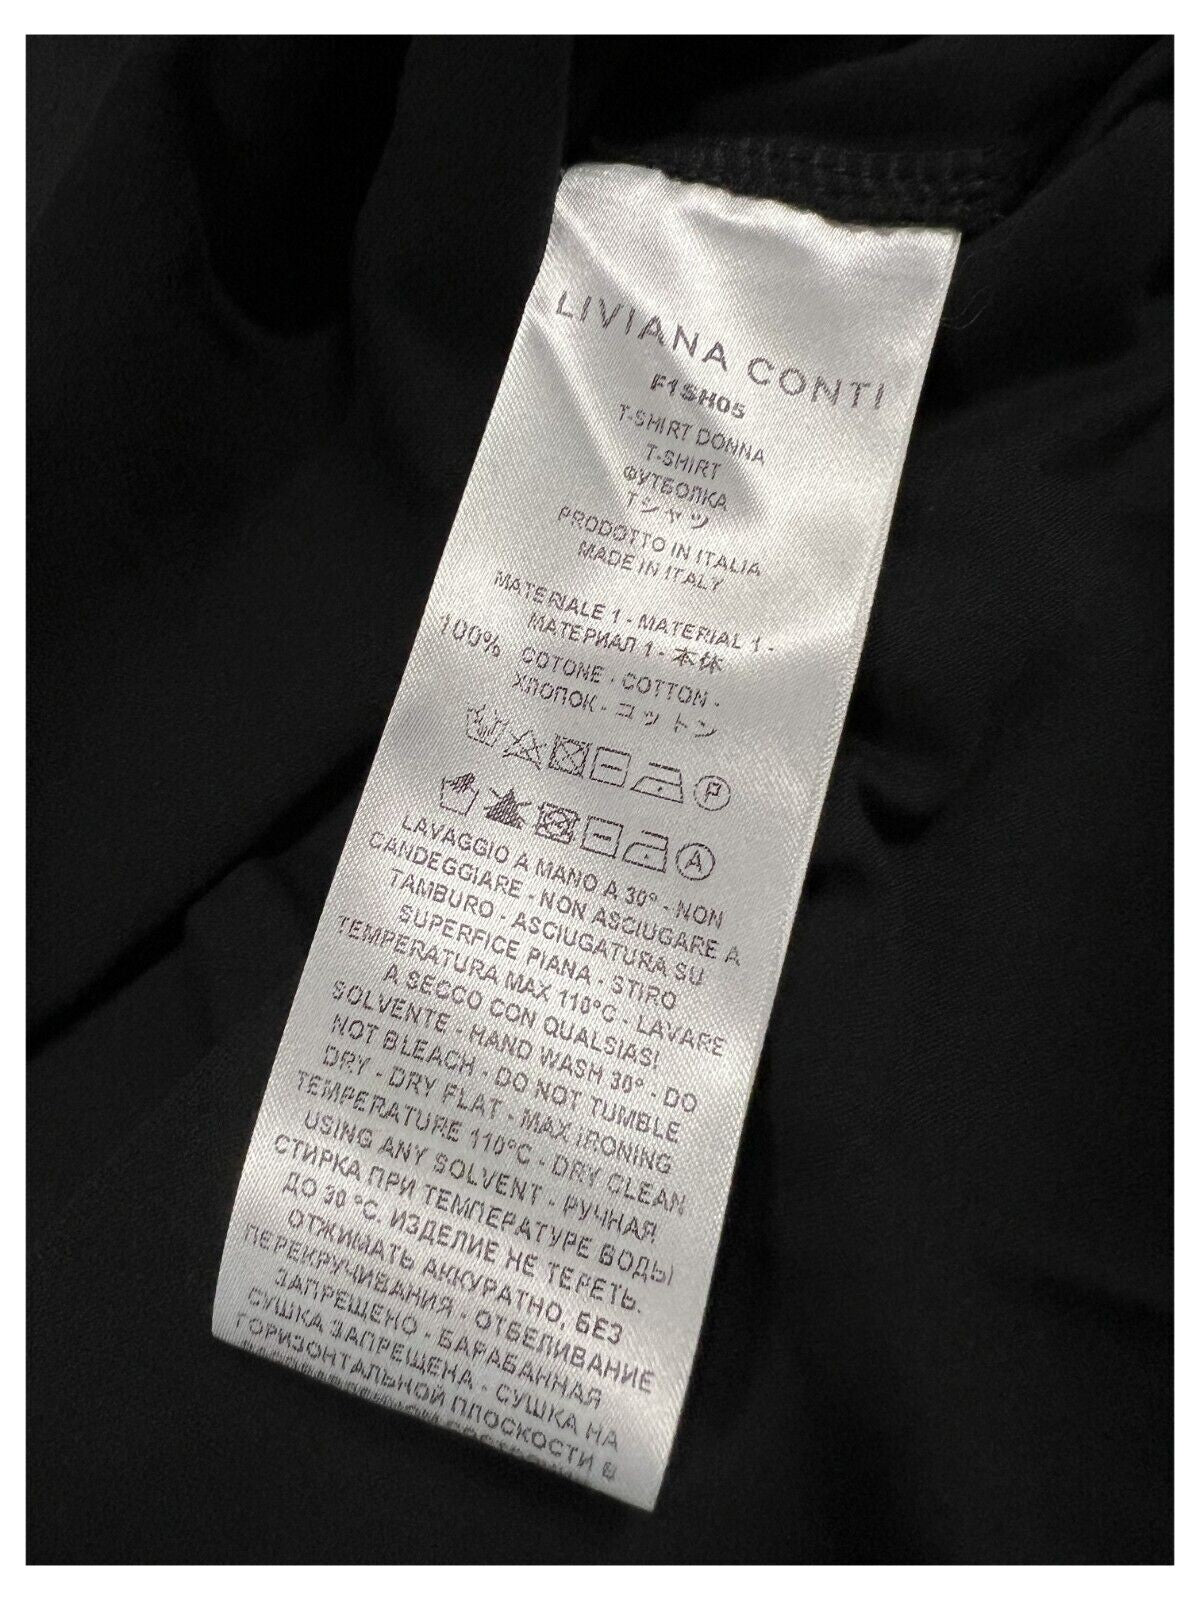 LIVIANA CONTI
F1SH05
T-SHIRT DONNA
T-SHIRT
ФУТБОЛКА
Tシャツ
PRODOTTO IN ITALIA
MADE IN ITALY
MATERIALE 1 - MATERIAL 1 -
МАТЕРИАЛ 1 - 本体
100% COTONE - COTTON -
ХЛОПОК - コットン
P
A
LAVAGGIO A MANO A 30° - NON
CANDEGGIARE - NON ASCIUGARE A
TAMBURO - ASCIUGATURA SU
SUPERFICE PIANA - STIRO
TEMPERATURA MAX 110°C - LAVARE
A SECCO CON QUALSIASI
SOLVENTE - HAND WASH 30° - DO
NOT BLEACH - DO NOT TUMBLE
DRY - DRY FLAT - MAX IRONING
TEMPERATURE 110°C - DRY CLEAN
USING ANY SOLVENT - РУЧНАЯ
СТИРКА ПРИ ТЕМПЕРАТУРЕ ВОДЫ
ДО 30 °C. ИЗДЕЛИЕ НЕ ТЕРЕТЬ.
ОТЖИМАТЬ АККУРАТНО, БЕЗ
ПЕРЕКРУЧИВАНИЯ - ОТБЕЛИВАНИЕ
ЗАПРЕЩЕНО - БАРАБАННАЯ
СУШКА ЗАПРЕЩЕНА - СУШКА НА
ГОРИЗОНТАЛЬНОЙ ПЛОСКОСТИ В